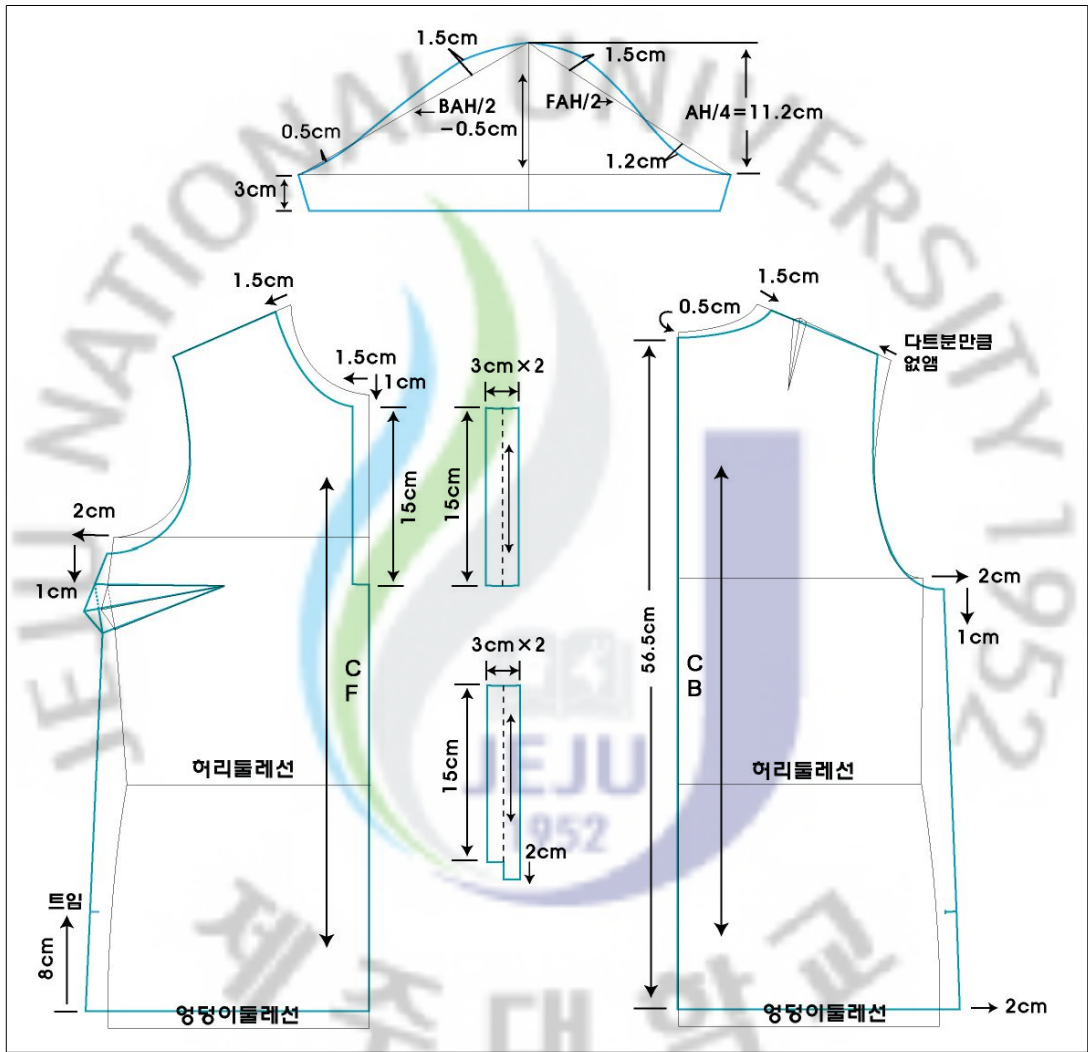 1.5cm
1.5cm
BAH/2
-0.5cm
FAH/2
AH/4=11.2cm
0.5cm
1.2cm
3cm
1.5cm
1.5cm
1cm
15cm
2cm
1cm
CF
허리둘레선
트임
8cm
엉덩이둘레선
3cm×2
15cm
3cm×2
15cm
2cm
0.5cm
1.5cm
다트분만큼
없앰
56.5cm
CB
2cm
1cm
허리둘레선
엉덩이둘레선
2cm
JEJU NATIONAL UNIVERSITY 1952
JEJU
1952
제주대학교